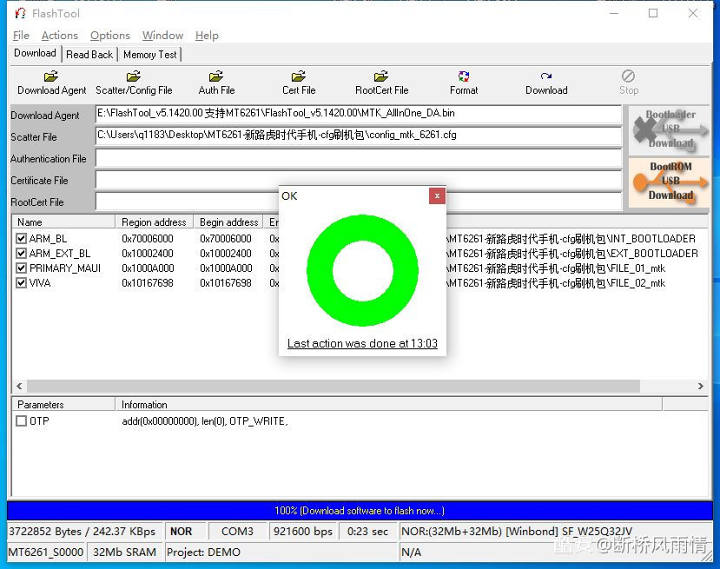 FlashTool
File Actions Options Window Help
Download Read Back Memory Test
Download Agent Scatter/Config File Auth File Cert File RootCert File Format Download Stop
Download Agent E:\FlashTool_v5.1420.00 支持MT6261\FlashTool_v5.1420.00\MTK_AllInOne_DA.bin
Scatter File C:\Users\q1183\Desktop\MT6261-新路虎时代手机-cfg刷机包\config_mtk_6261.cfg
Authentication File
Certificate File
RootCert File
Bootloader
USB
Download
BootROM
USB
Download
OK
Last action was done at 13:03
Name Region address Begin address
ARM_BL 0x70006000 0x70006000 \MT6261-新路虎时代手机-cfg刷机包\INT_BOOTLOADER
ARM_EXT_BL 0x10002400 0x10002400 \MT6261-新路虎时代手机-cfg刷机包\EXT_BOOTLOADER
PRIMARY_MAUI 0x1000A000 0x1000A000 \MT6261-新路虎时代手机-cfg刷机包\FILE_01_mtk
VIVA 0x10167698 0x10167698 \MT6261-新路虎时代手机-cfg刷机包\FILE_02_mtk
Parameters Information
OTP addr(0x00000000), len(0), OTP_WRITE,
100% (Download software to flash now...)
3722852 Bytes / 242.37 KBps NOR COM3 921600 bps 0:23 sec NOR:(32Mb+32Mb) [Winbond] SF_W25Q32JV
MT6261_S0000 32Mb SRAM Project: DEMO N/A
@断桥风雨情